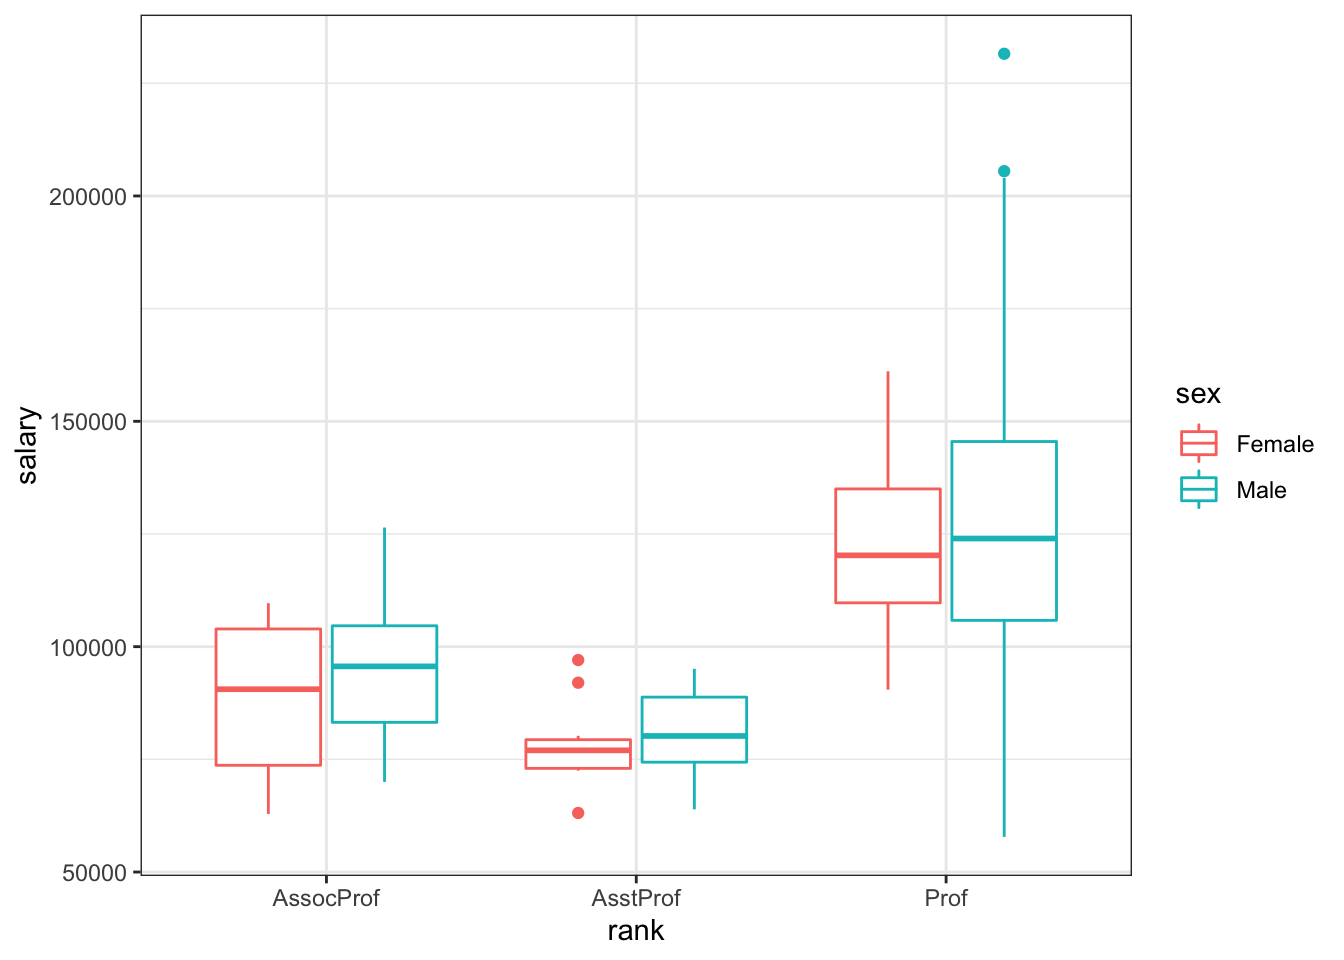 200000
150000
100000
50000
salary
AssocProf
AsstProf
Prof
rank
sex
Female
Male